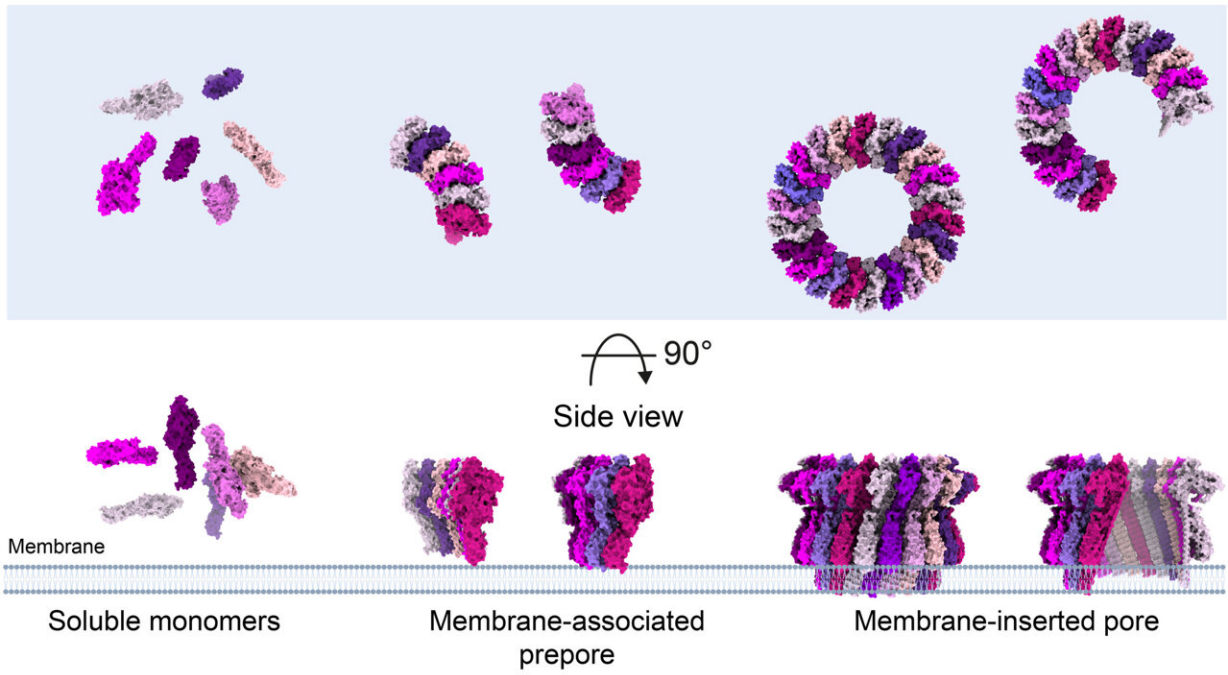 90°
Side view
Membrane
Soluble monomers
Membrane-associated
prepore
Membrane-inserted pore